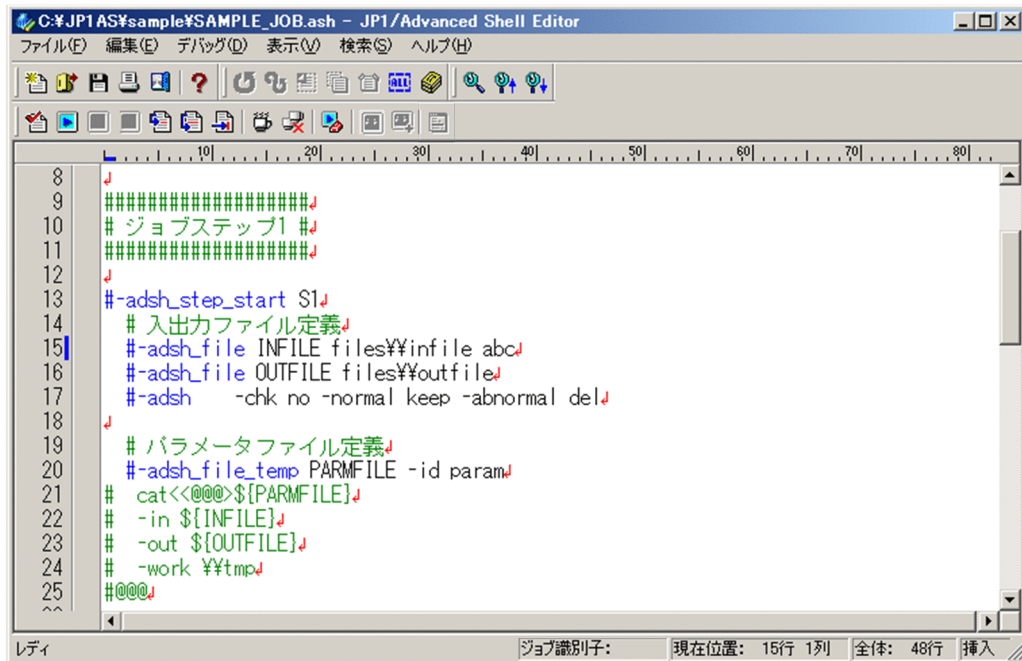 C:¥JP1AS¥sample¥SAMPLE_JOB.ash - JP1/Advanced Shell Editor
ファイル(F) 編集(E) デバッグ(D) 表示(V) 検索(S) ヘルプ(H)
ALL
10 20 30 40 50 60 70 80
8
9 ###################
10 # ジョブステップ1 #
11 ###################
12
13 #-adsh_step_start S1
14 # 入出力ファイル定義
15 #-adsh_file INFILE files¥¥infile abc
16 #-adsh_file OUTFILE files¥¥outfile
17 #-adsh -chk no -normal keep -abnormal del
18
19 # パラメータファイル定義
20 #-adsh_file_temp PARMFILE -id param
21 # cat<<@@@>${PARMFILE}
22 # -in ${INFILE}
23 # -out ${OUTFILE}
24 # -work ¥¥tmp
25 #@@@
レディ ジョブ識別子: 現在位置: 15行 1列 全体: 48行 挿入